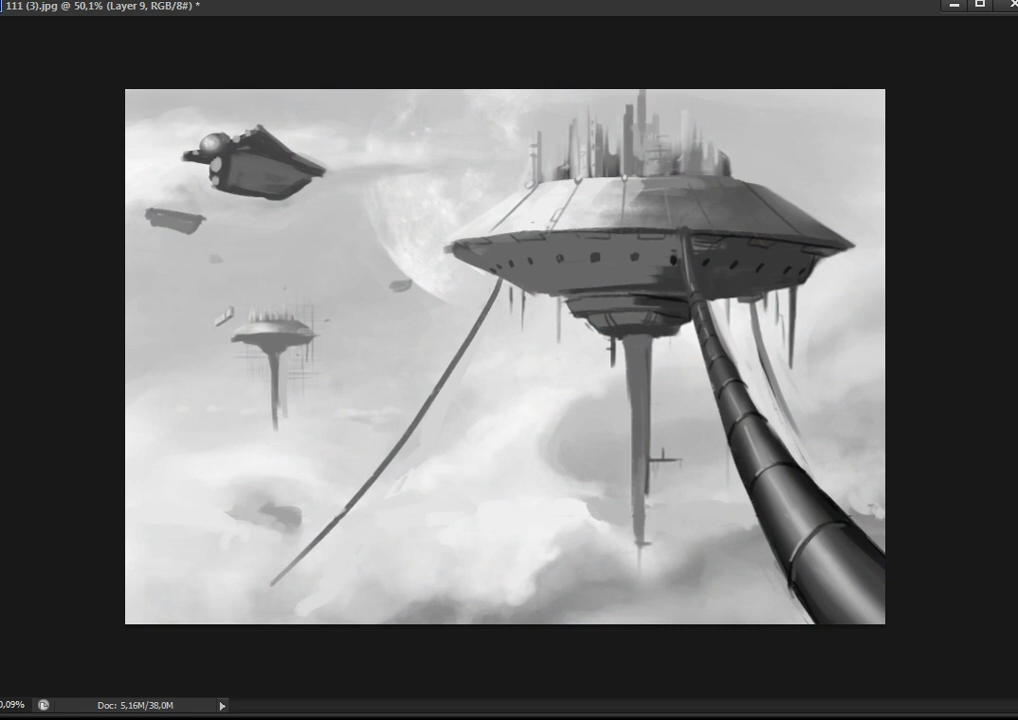 111 (3).jpg @ 50,1% (Layer 9, RGB/8#) *
0,09% Doc: 5,16M/38,0M